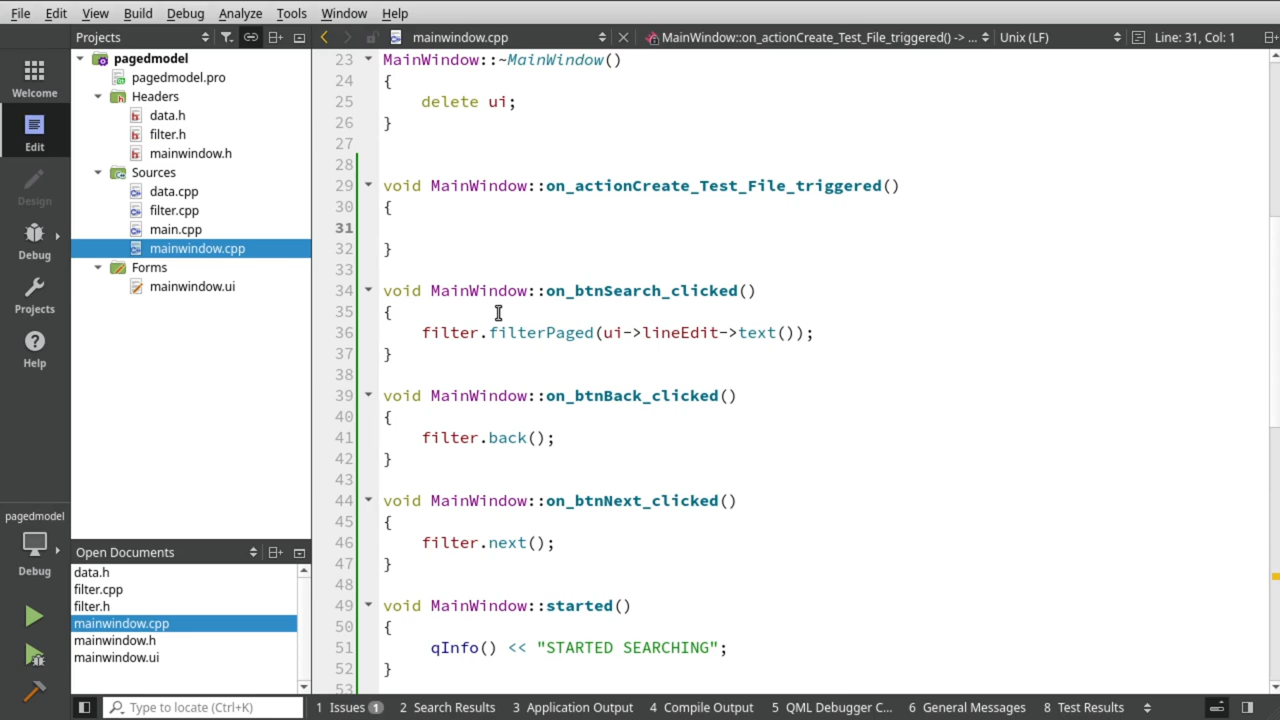 File Edit View Build Debug Analyze Tools Window Help
Projects
mainwindow.cpp
MainWindow::on_actionCreate_Test_File_triggered() -> ...
Unix (LF)
Line: 31, Col: 1
Welcome
Edit
Design
Debug
Projects
Help
pagedmodel
Debug
pagedmodel
pagedmodel.pro
Headers
data.h
filter.h
mainwindow.h
Sources
data.cpp
filter.cpp
main.cpp
mainwindow.cpp
Forms
mainwindow.ui
Open Documents
data.h
filter.cpp
filter.h
mainwindow.cpp
mainwindow.h
mainwindow.ui
23 MainWindow::~MainWindow()
24 {
25 delete ui;
26 }
27
28
29 void MainWindow::on_actionCreate_Test_File_triggered()
30 {
31
32 }
33
34 void MainWindow::on_btnSearch_clicked()
35 {
36 filter.filterPaged(ui->lineEdit->text());
37 }
38
39 void MainWindow::on_btnBack_clicked()
40 {
41 filter.back();
42 }
43
44 void MainWindow::on_btnNext_clicked()
45 {
46 filter.next();
47 }
48
49 void MainWindow::started()
50 {
51 qInfo() << "STARTED SEARCHING";
52 }
53
Type to locate (Ctrl+K)
1 Issues 1
2 Search Results
3 Application Output
4 Compile Output
5 QML Debugger C...
6 General Messages
8 Test Results